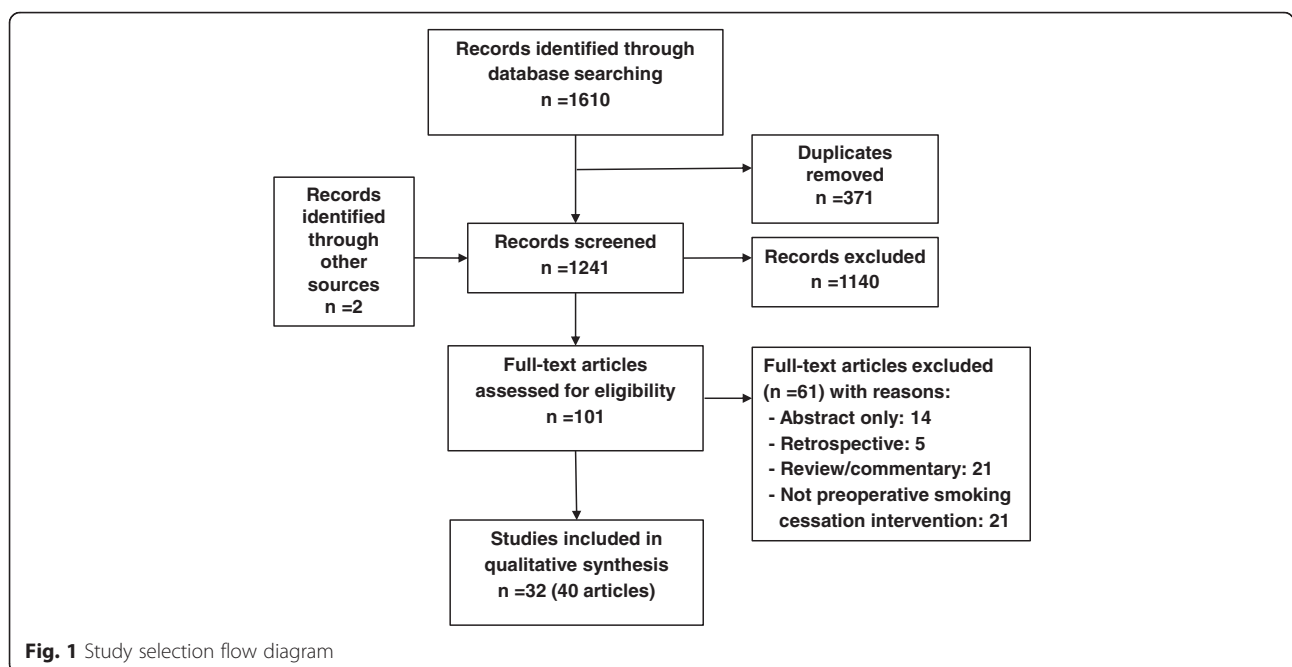 Records identified through
database searching
n =1610
Duplicates
removed
n =371
Records
identified
through
other
sources
n =2
Records screened
n =1241
Records excluded
n =1140
Full-text articles
assessed for eligibility
n =101
Full-text articles excluded
(n =61) with reasons:
- Abstract only: 14
- Retrospective: 5
- Review/commentary: 21
- Not preoperative smoking
cessation intervention: 21
Studies included in
qualitative synthesis
n =32 (40 articles)
Fig. 1 Study selection flow diagram